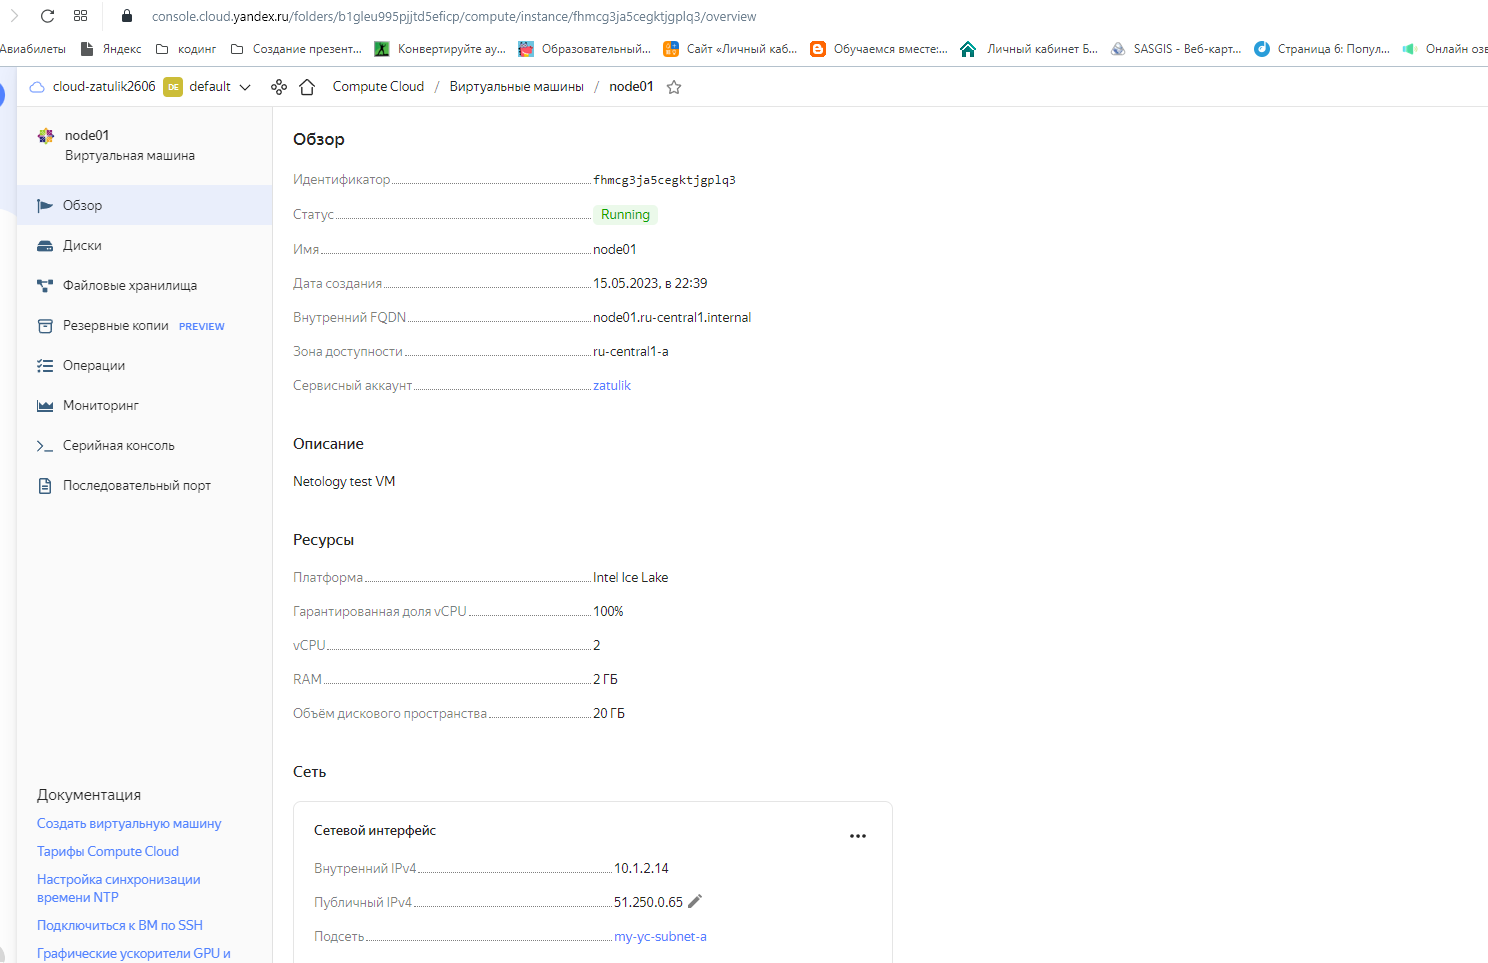 console.cloud.yandex.ru/folders/b1gleu995pjjtd5eficp/compute/instance/fhmcg3ja5cegktjgplq3/overview
Авиабилеты Яндекс кодинг Создание презент... Конвертируйте ау... Образовательный... Сайт «Личный каб... Обучаемся вместе:... Личный кабинет Б... SASGIS - Веб-карт... Страница 6: Попул... Онлайн озв
cloud-zatulik2606 DE default Compute Cloud / Виртуальные машины / node01
node01
Виртуальная машина
Обзор
Диски
Файловые хранилища
Резервные копии PREVIEW
Операции
Мониторинг
Серийная консоль
Последовательный порт
Документация
Создать виртуальную машину
Тарифы Compute Cloud
Настройка синхронизации
времени NTP
Подключиться к ВМ по SSH
Графические ускорители GPU и
Обзор
Идентификатор fhmcg3ja5cegktjgplq3
Статус Running
Имя node01
Дата создания 15.05.2023, в 22:39
Внутренний FQDN node01.ru-central1.internal
Зона доступности ru-central1-a
Сервисный аккаунт zatulik
Описание
Netology test VM
Ресурсы
Платформа Intel Ice Lake
Гарантированная доля vCPU 100%
vCPU 2
RAM 2 ГБ
Объём дискового пространства 20 ГБ
Сеть
Сетевой интерфейс
Внутренний IPv4 10.1.2.14
Публичный IPv4 51.250.0.65
Подсеть my-yc-subnet-a